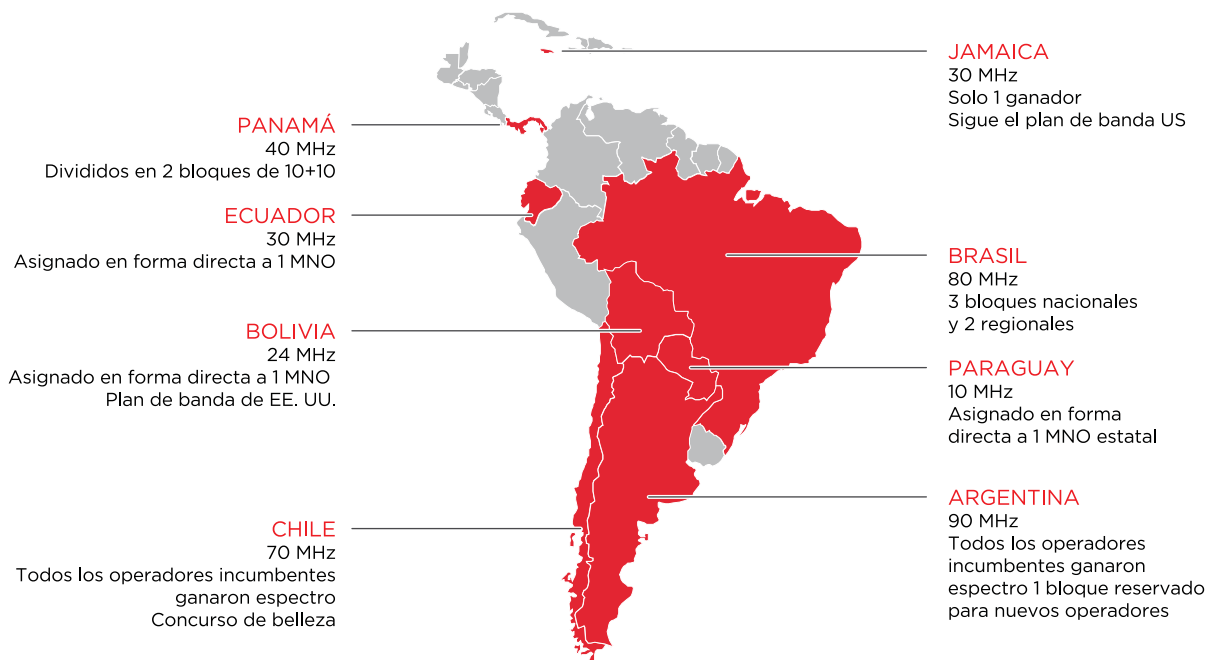 PANAMÁ
40 MHz
Divididos en 2 bloques de 10+10
ECUADOR
30 MHz
Asignado en forma directa a 1 MNO
BOLIVIA
24 MHz
Asignado en forma directa a 1 MNO
Plan de banda de EE. UU.
CHILE
70 MHz
Todos los operadores incumbentes
ganaron espectro
Concurso de belleza
JAMAICA
30 MHz
Solo 1 ganador
Sigue el plan de banda US
BRASIL
80 MHz
3 bloques nacionales
y 2 regionales
PARAGUAY
10 MHz
Asignado en forma
directa a 1 MNO estatal
ARGENTINA
90 MHz
Todos los operadores
incumbentes ganaron
espectro 1 bloque reservado
para nuevos operadores